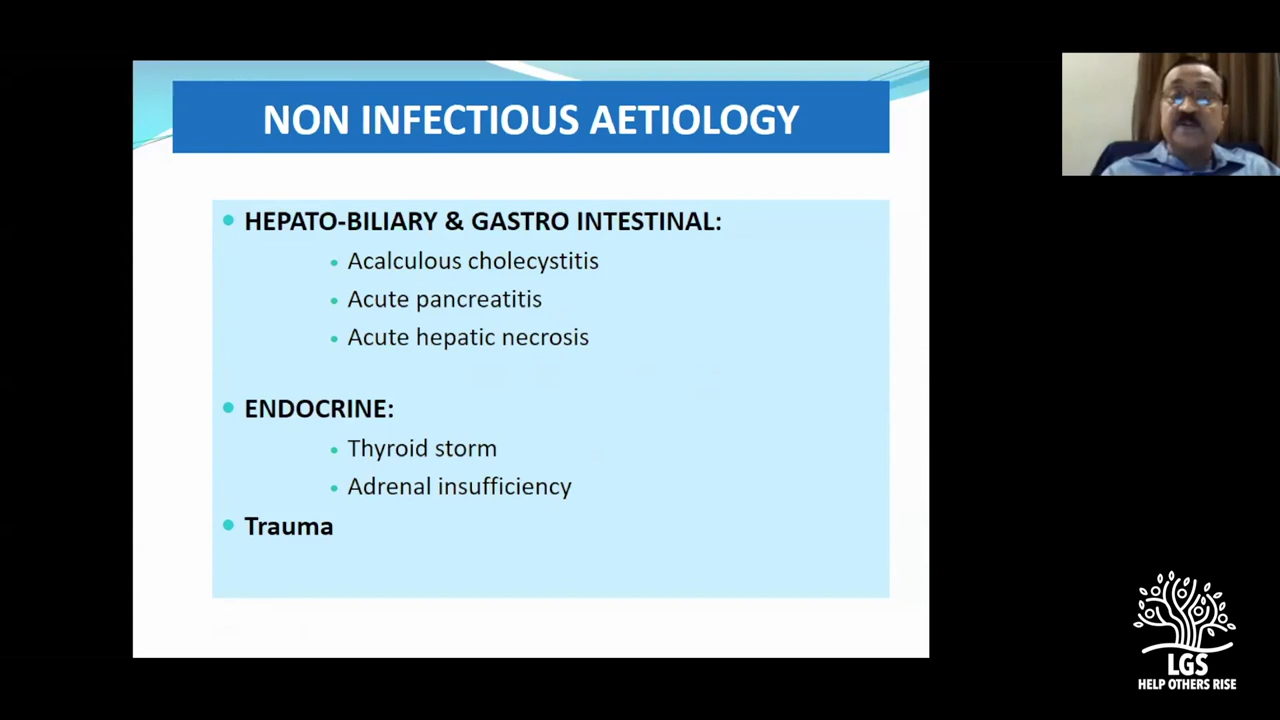 NON INFECTIOUS AETIOLOGY
HEPATO-BILIARY & GASTRO INTESTINAL:
Acalculous cholecystitis
Acute pancreatitis
Acute hepatic necrosis
ENDOCRINE:
Thyroid storm
Adrenal insufficiency
Trauma
LGS
HELP OTHERS RISE